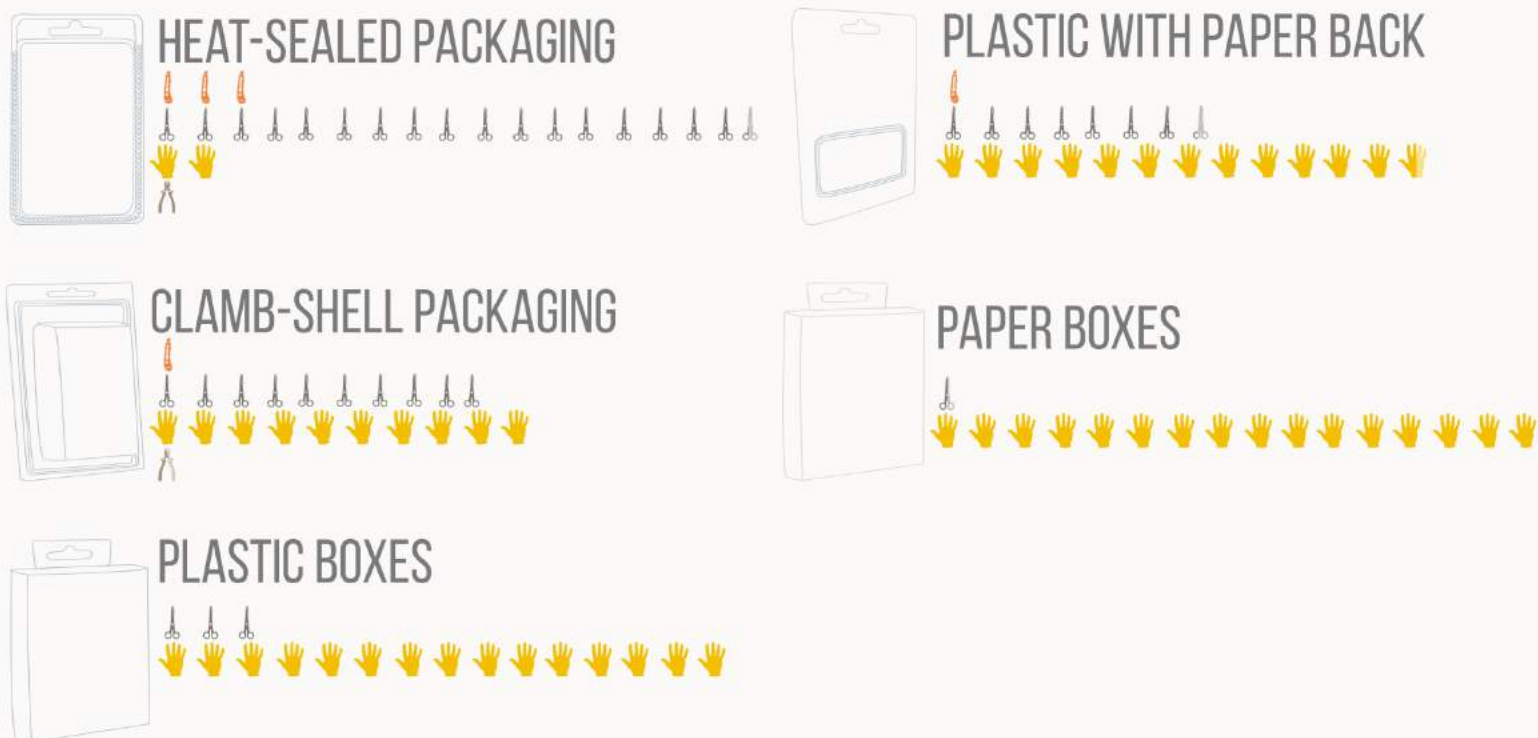 HEAT-SEALED PACKAGING
PLASTIC WITH PAPER BACK
CLAMB-SHELL PACKAGING
PAPER BOXES
PLASTIC BOXES